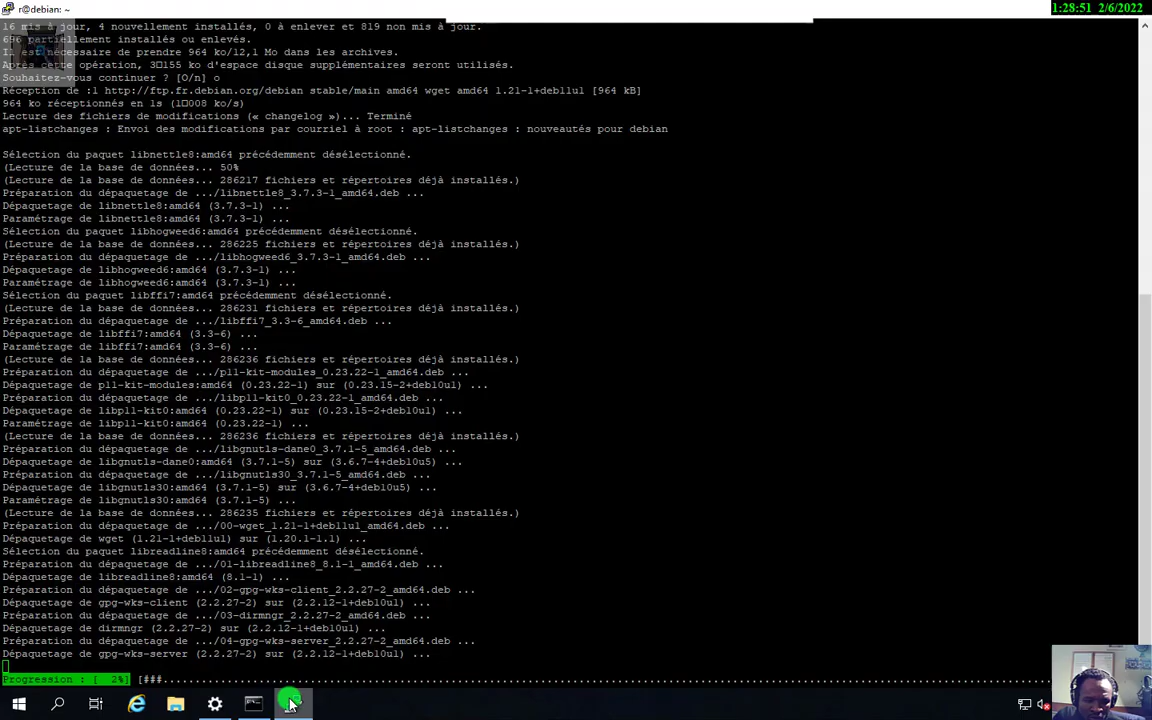 r@debian: ~
1:28:51 2/6/2022
16 mis à jour, 4 nouvellement installés, 0 à enlever et 819 non mis à jour.
696 partiellement installés ou enlevés.
Il est nécessaire de prendre 964 ko/12,1 Mo dans les archives.
Après cette opération, 3□155 ko d'espace disque supplémentaires seront utilisés.
Souhaitez-vous continuer ? [O/n] o
Réception de :1 http://ftp.fr.debian.org/debian stable/main amd64 wget amd64 1.21-1+deb11u1 [964 kB]
964 ko réceptionnés en 1s (1□008 ko/s)
Lecture des fichiers de modifications (« changelog »)... Terminé
apt-listchanges : Envoi des modifications par courriel à root : apt-listchanges : nouveautés pour debian
Sélection du paquet libnettle8:amd64 précédemment désélectionné.
(Lecture de la base de données... 50%
(Lecture de la base de données... 286217 fichiers et répertoires déjà installés.)
Préparation du dépaquetage de .../libnettle8_3.7.3-1_amd64.deb ...
Dépaquetage de libnettle8:amd64 (3.7.3-1) ...
Paramétrage de libnettle8:amd64 (3.7.3-1) ...
Sélection du paquet libhogweed6:amd64 précédemment désélectionné.
(Lecture de la base de données... 286225 fichiers et répertoires déjà installés.)
Préparation du dépaquetage de .../libhogweed6_3.7.3-1_amd64.deb ...
Dépaquetage de libhogweed6:amd64 (3.7.3-1) ...
Paramétrage de libhogweed6:amd64 (3.7.3-1) ...
Sélection du paquet libffi7:amd64 précédemment désélectionné.
(Lecture de la base de données... 286231 fichiers et répertoires déjà installés.)
Préparation du dépaquetage de .../libffi7_3.3-6_amd64.deb ...
Dépaquetage de libffi7:amd64 (3.3-6) ...
Paramétrage de libffi7:amd64 (3.3-6) ...
(Lecture de la base de données... 286236 fichiers et répertoires déjà installés.)
Préparation du dépaquetage de .../p11-kit-modules_0.23.22-1_amd64.deb ...
Dépaquetage de p11-kit-modules:amd64 (0.23.22-1) sur (0.23.15-2+deb10u1) ...
Préparation du dépaquetage de .../libp11-kit0_0.23.22-1_amd64.deb ...
Dépaquetage de libp11-kit0:amd64 (0.23.22-1) sur (0.23.15-2+deb10u1) ...
Paramétrage de libp11-kit0:amd64 (0.23.22-1) ...
(Lecture de la base de données... 286236 fichiers et répertoires déjà installés.)
Préparation du dépaquetage de .../libgnutls-dane0_3.7.1-5_amd64.deb ...
Dépaquetage de libgnutls-dane0:amd64 (3.7.1-5) sur (3.6.7-4+deb10u5) ...
Préparation du dépaquetage de .../libgnutls30_3.7.1-5_amd64.deb ...
Dépaquetage de libgnutls30:amd64 (3.7.1-5) sur (3.6.7-4+deb10u5) ...
Paramétrage de libgnutls30:amd64 (3.7.1-5) ...
(Lecture de la base de données... 286235 fichiers et répertoires déjà installés.)
Préparation du dépaquetage de .../00-wget_1.21-1+deb11u1_amd64.deb ...
Dépaquetage de wget (1.21-1+deb11u1) sur (1.20.1-1.1) ...
Sélection du paquet libreadline8:amd64 précédemment désélectionné.
Préparation du dépaquetage de .../01-libreadline8_8.1-1_amd64.deb ...
Dépaquetage de libreadline8:amd64 (8.1-1) ...
Préparation du dépaquetage de .../02-gpg-wks-client_2.2.27-2_amd64.deb ...
Dépaquetage de gpg-wks-client (2.2.27-2) sur (2.2.12-1+deb10u1) ...
Préparation du dépaquetage de .../03-dirmngr_2.2.27-2_amd64.deb ...
Dépaquetage de dirmngr (2.2.27-2) sur (2.2.12-1+deb10u1) ...
Préparation du dépaquetage de .../04-gpg-wks-server_2.2.27-2_amd64.deb ...
Dépaquetage de gpg-wks-server (2.2.27-2) sur (2.2.12-1+deb10u1) ...
Progression : [  2%] [###.....................................................................................................................................................